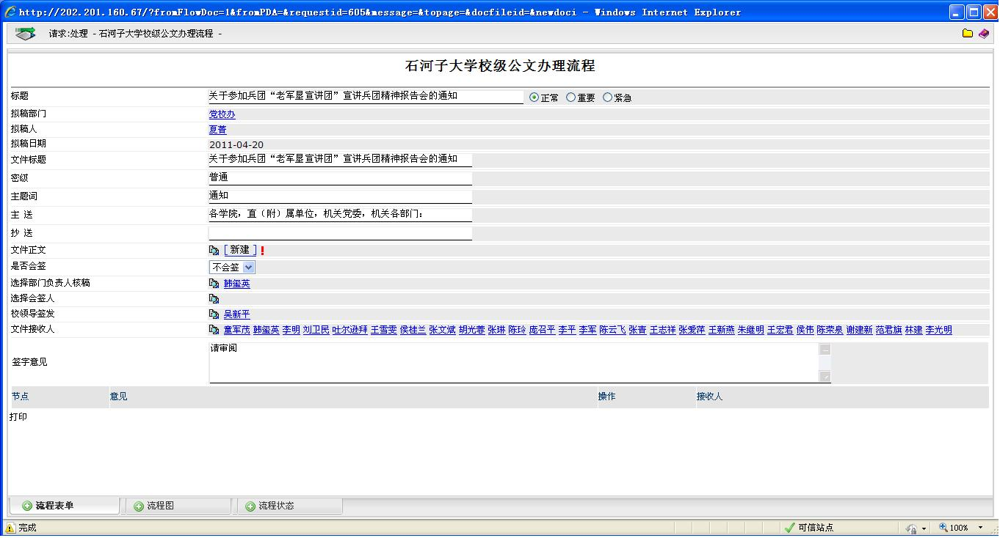 http://202.201.160.67/?fromFlowDoc=1&fromPDA=&requestid=605&message=&topage=&docfileid=&newdoci - Windows Internet Explorer
请求:处理 - 石河子大学校级公文办理流程 -
石河子大学校级公文办理流程
标题 关于参加兵团“老军垦宣讲团”宣讲兵团精神报告会的通知 正常 重要 紧急
拟稿部门 党校办
拟稿人 夏菁
拟稿日期 2011-04-20
文件标题 关于参加兵团“老军垦宣讲团”宣讲兵团精神报告会的通知
密级 普通
主题词 通知
主 送 各学院，直（附）属单位，机关党委，机关各部门：
抄 送
文件正文 [ 新建 ] !
是否会签 不会签
选择部门负责人核稿 韩玺英
选择会签人
校领导签发 吴新平
文件接收人 童军茂 韩玺英 李明 刘卫民 吐尔逊拜 王雪雯 侯桂兰 张文斌 胡光蓉 张琳 陈玲 庞召平 李平 李军 陈云飞 张杳 王志祥 张爱萍 王新燕 朱继明 王宏君 侯伟 陈荣泉 谢建新 范君旗 林建 李光明
签字意见 请审阅
节点 意见 操作 接收人
打印
流程表单 流程图 流程状态
完成 可信站点 100%